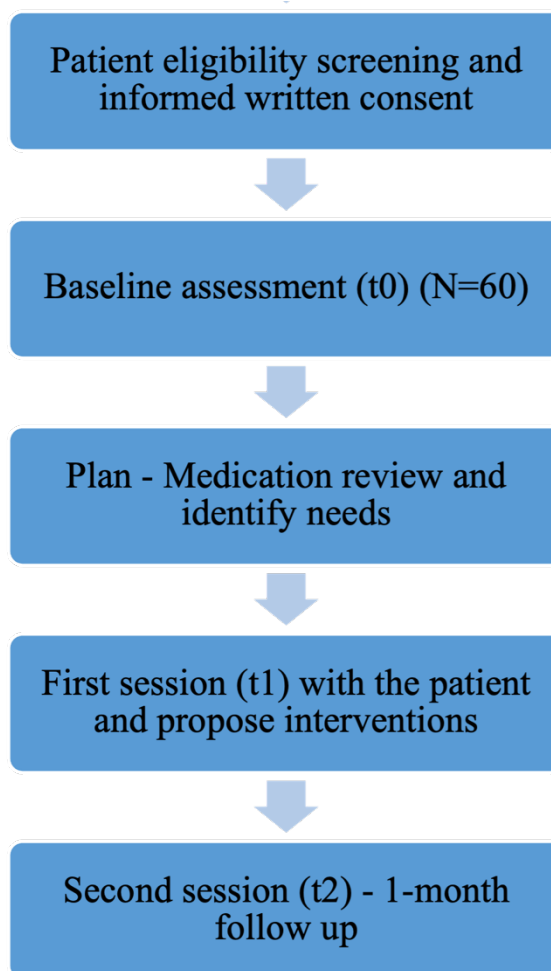 Patient eligibility screening and
informed written consent
Baseline assessment (t0) (N=60)
Plan - Medication review and
identify needs
First session (t1) with the patient
and propose interventions
Second session (t2) - 1-month
follow up